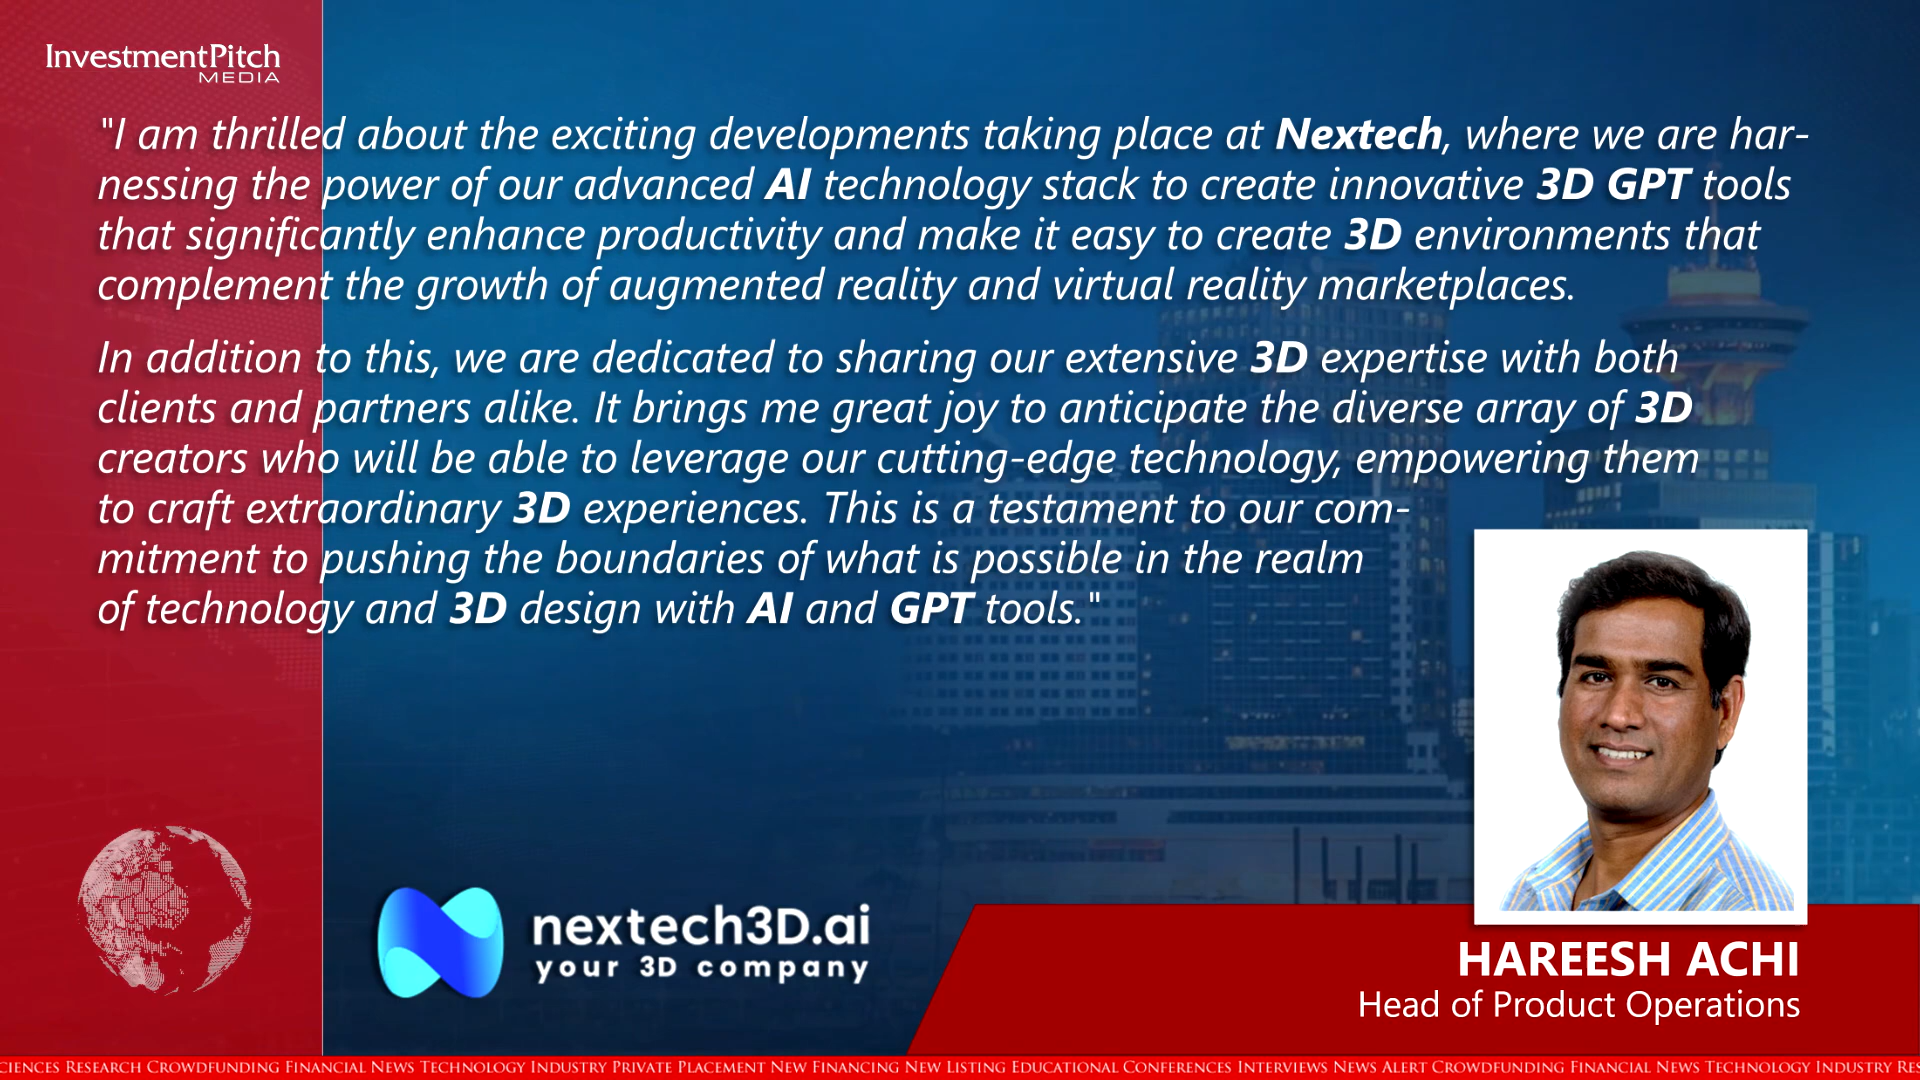 InvestmentPitch
MEDIA
"I am thrilled about the exciting developments taking place at Nextech, where we are har-
nessing the power of our advanced AI technology stack to create innovative 3D GPT tools
that significantly enhance productivity and make it easy to create 3D environments that
complement the growth of augmented reality and virtual reality marketplaces.
In addition to this, we are dedicated to sharing our extensive 3D expertise with both
clients and partners alike. It brings me great joy to anticipate the diverse array of 3D
creators who will be able to leverage our cutting-edge technology, empowering them
to craft extraordinary 3D experiences. This is a testament to our com-
mitment to pushing the boundaries of what is possible in the realm
of technology and 3D design with AI and GPT tools."
nextech3D.ai
your 3D company
HAREESH ACHI
Head of Product Operations
CIENCES RESEARCH CROWDFUNDING FINANCIAL NEWS TECHNOLOGY INDUSTRY PRIVATE PLACEMENT NEW FINANCING NEW LISTING EDUCATIONAL CONFERENCES INTERVIEWS NEWS ALERT CROWDFUNDING FINANCIAL NEWS TECHNOLOGY INDUSTRY RES